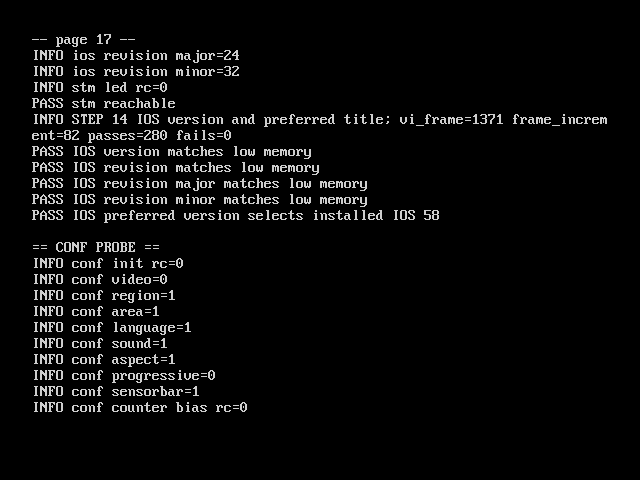 -- page 17 --
INFO ios revision major=24
INFO ios revision minor=32
INFO stm led rc=0
PASS stm reachable
INFO STEP 14 IOS version and preferred title; vi_frame=1371 frame_increm
ent=82 passes=280 fails=0
PASS IOS version matches low memory
PASS IOS revision matches low memory
PASS IOS revision major matches low memory
PASS IOS revision minor matches low memory
PASS IOS preferred version selects installed IOS 58

== CONF PROBE ==
INFO conf init rc=0
INFO conf video=0
INFO conf region=1
INFO conf area=1
INFO conf language=1
INFO conf sound=1
INFO conf aspect=1
INFO conf progressive=0
INFO conf sensorbar=1
INFO conf counter bias rc=0